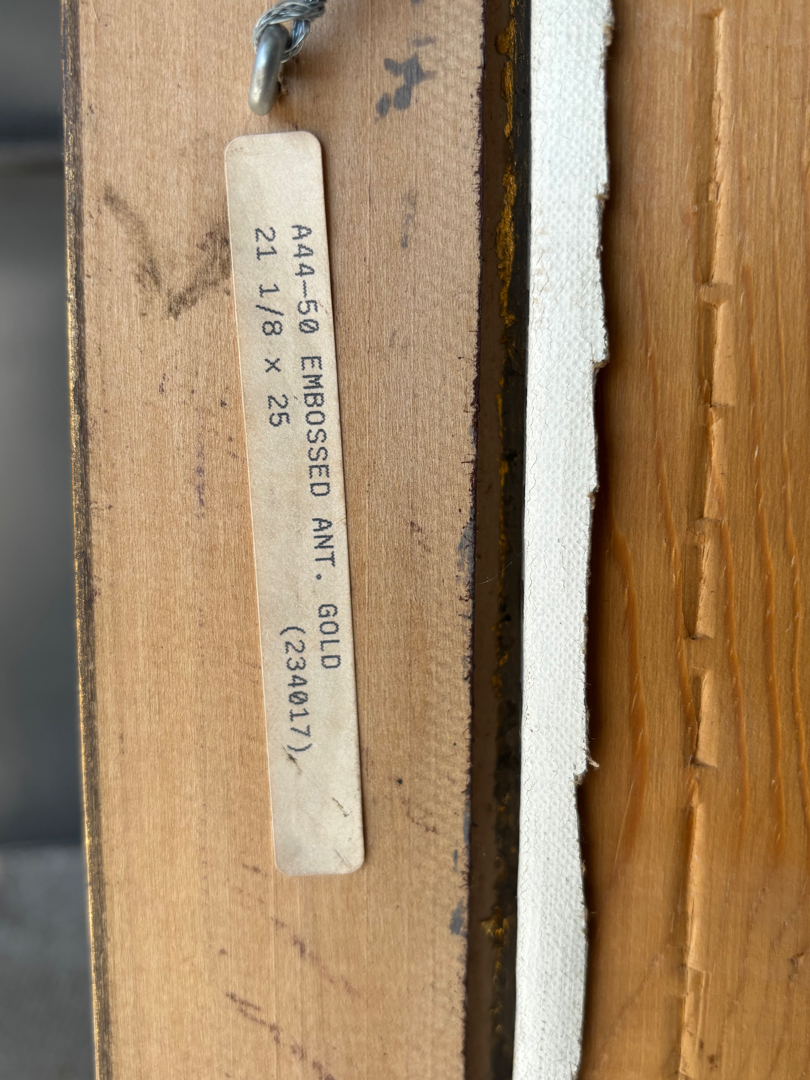 A44-50 EMBOSSED ANT. GOLD
21 1/8 x 25 (234017)